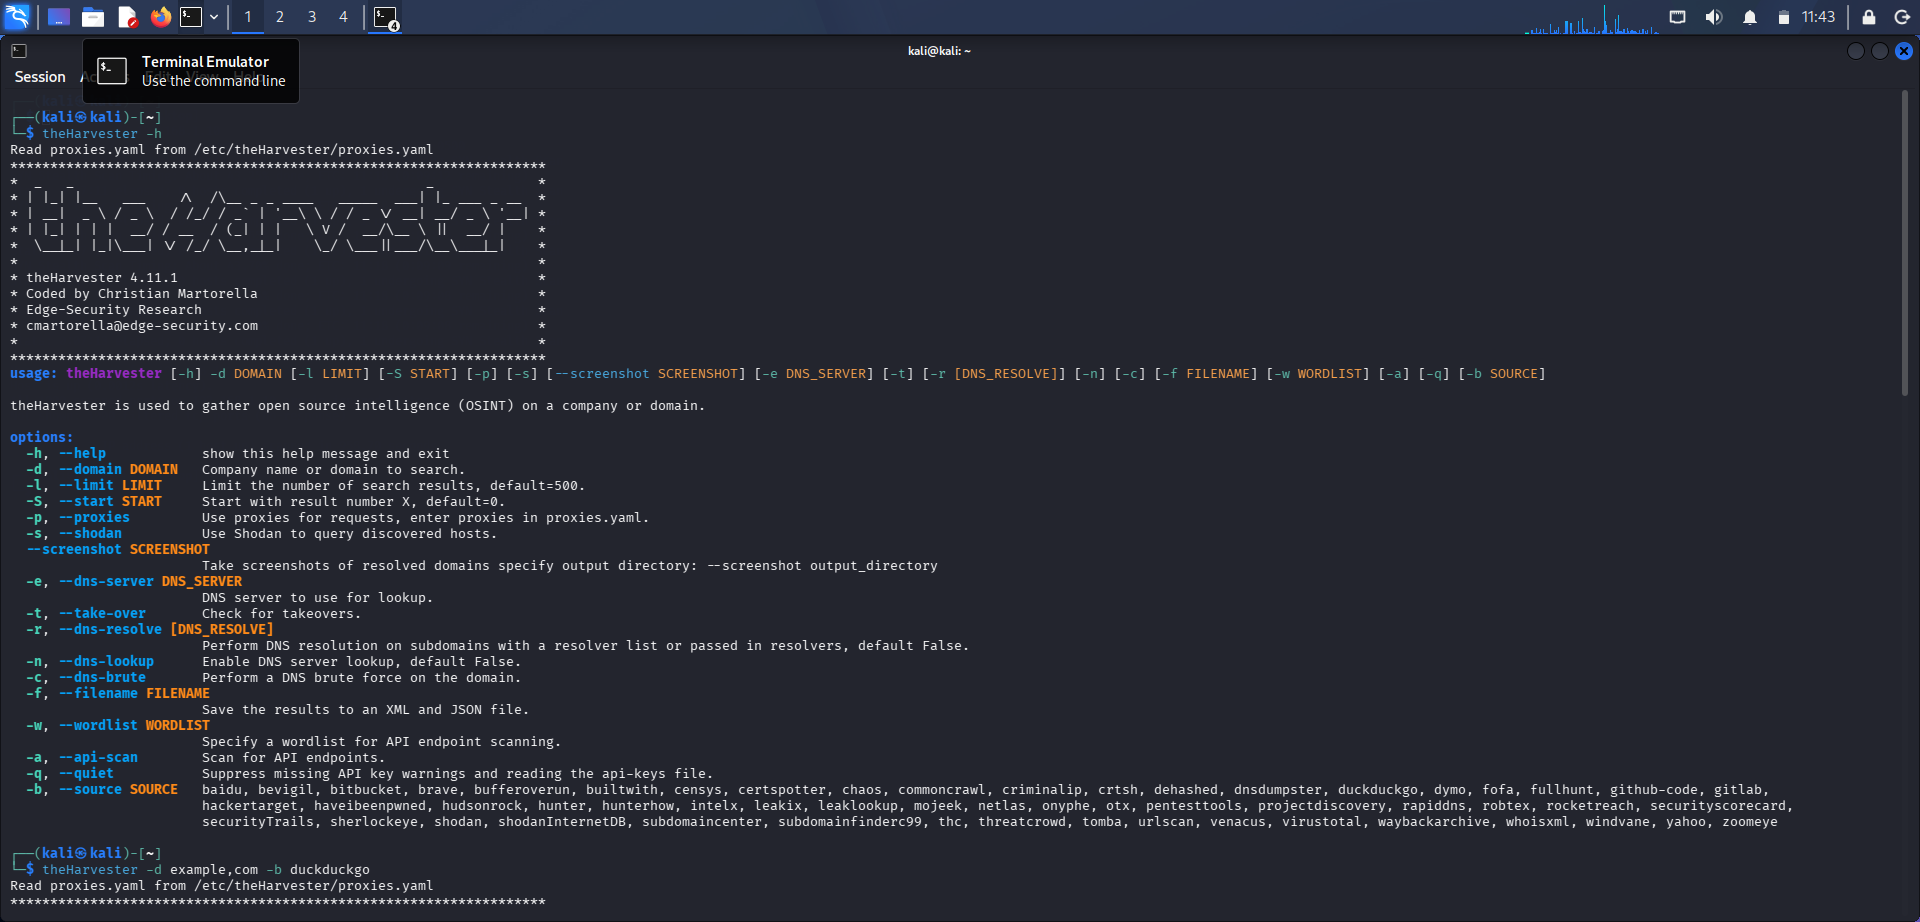 1 2 3 4 4 11:43
kali@kali: ~
Session
Terminal Emulator
Use the command line
┌──(kali㉿kali)-[~]
└─$ theHarvester -h
Read proxies.yaml from /etc/theHarvester/proxies.yaml
*******************************************************************
* theHarvester 4.11.1 *
* Coded by Christian Martorella *
* Edge-Security Research *
* cmartorella@edge-security.com *
* *
*******************************************************************
usage: theHarvester [-h] -d DOMAIN [-l LIMIT] [-S START] [-p] [-s] [--screenshot SCREENSHOT] [-e DNS_SERVER] [-t] [-r [DNS_RESOLVE]] [-n] [-c] [-f FILENAME] [-w WORDLIST] [-a] [-q] [-b SOURCE]
theHarvester is used to gather open source intelligence (OSINT) on a company or domain.
options:
-h, --help show this help message and exit
-d, --domain DOMAIN Company name or domain to search.
-l, --limit LIMIT Limit the number of search results, default=500.
-S, --start START Start with result number X, default=0.
-p, --proxies Use proxies for requests, enter proxies in proxies.yaml.
-s, --shodan Use Shodan to query discovered hosts.
--screenshot SCREENSHOT
Take screenshots of resolved domains specify output directory: --screenshot output_directory
-e, --dns-server DNS_SERVER
DNS server to use for lookup.
-t, --take-over Check for takeovers.
-r, --dns-resolve [DNS_RESOLVE]
Perform DNS resolution on subdomains with a resolver list or passed in resolvers, default False.
-n, --dns-lookup Enable DNS server lookup, default False.
-c, --dns-brute Perform a DNS brute force on the domain.
-f, --filename FILENAME
Save the results to an XML and JSON file.
-w, --wordlist WORDLIST
Specify a wordlist for API endpoint scanning.
-a, --api-scan Scan for API endpoints.
-q, --quiet Suppress missing API key warnings and reading the api-keys file.
-b, --source SOURCE baidu, bevigil, bitbucket, brave, bufferoverun, builtwith, censys, certspotter, chaos, commoncrawl, criminalip, crtsh, dehashed, dnsdumpster, duckduckgo, dymo, fofa, fullhunt, github-code, gitlab,
hackertarget, haveibeenpwned, hudsonrock, hunter, hunterhow, intelx, leakix, leaklookup, mojeek, netlas, onyphe, otx, pentesttools, projectdiscovery, rapiddns, robtex, rocketreach, securityscorecard,
securityTrails, sherlockeye, shodan, shodanInternetDB, subdomaincenter, subdomainfinderc99, thc, threatcrowd, tomba, urlscan, venacus, virustotal, waybackarchive, whoisxml, windvane, yahoo, zoomeye
┌──(kali㉿kali)-[~]
└─$ theHarvester -d example,com -b duckduckgo
Read proxies.yaml from /etc/theHarvester/proxies.yaml
*******************************************************************